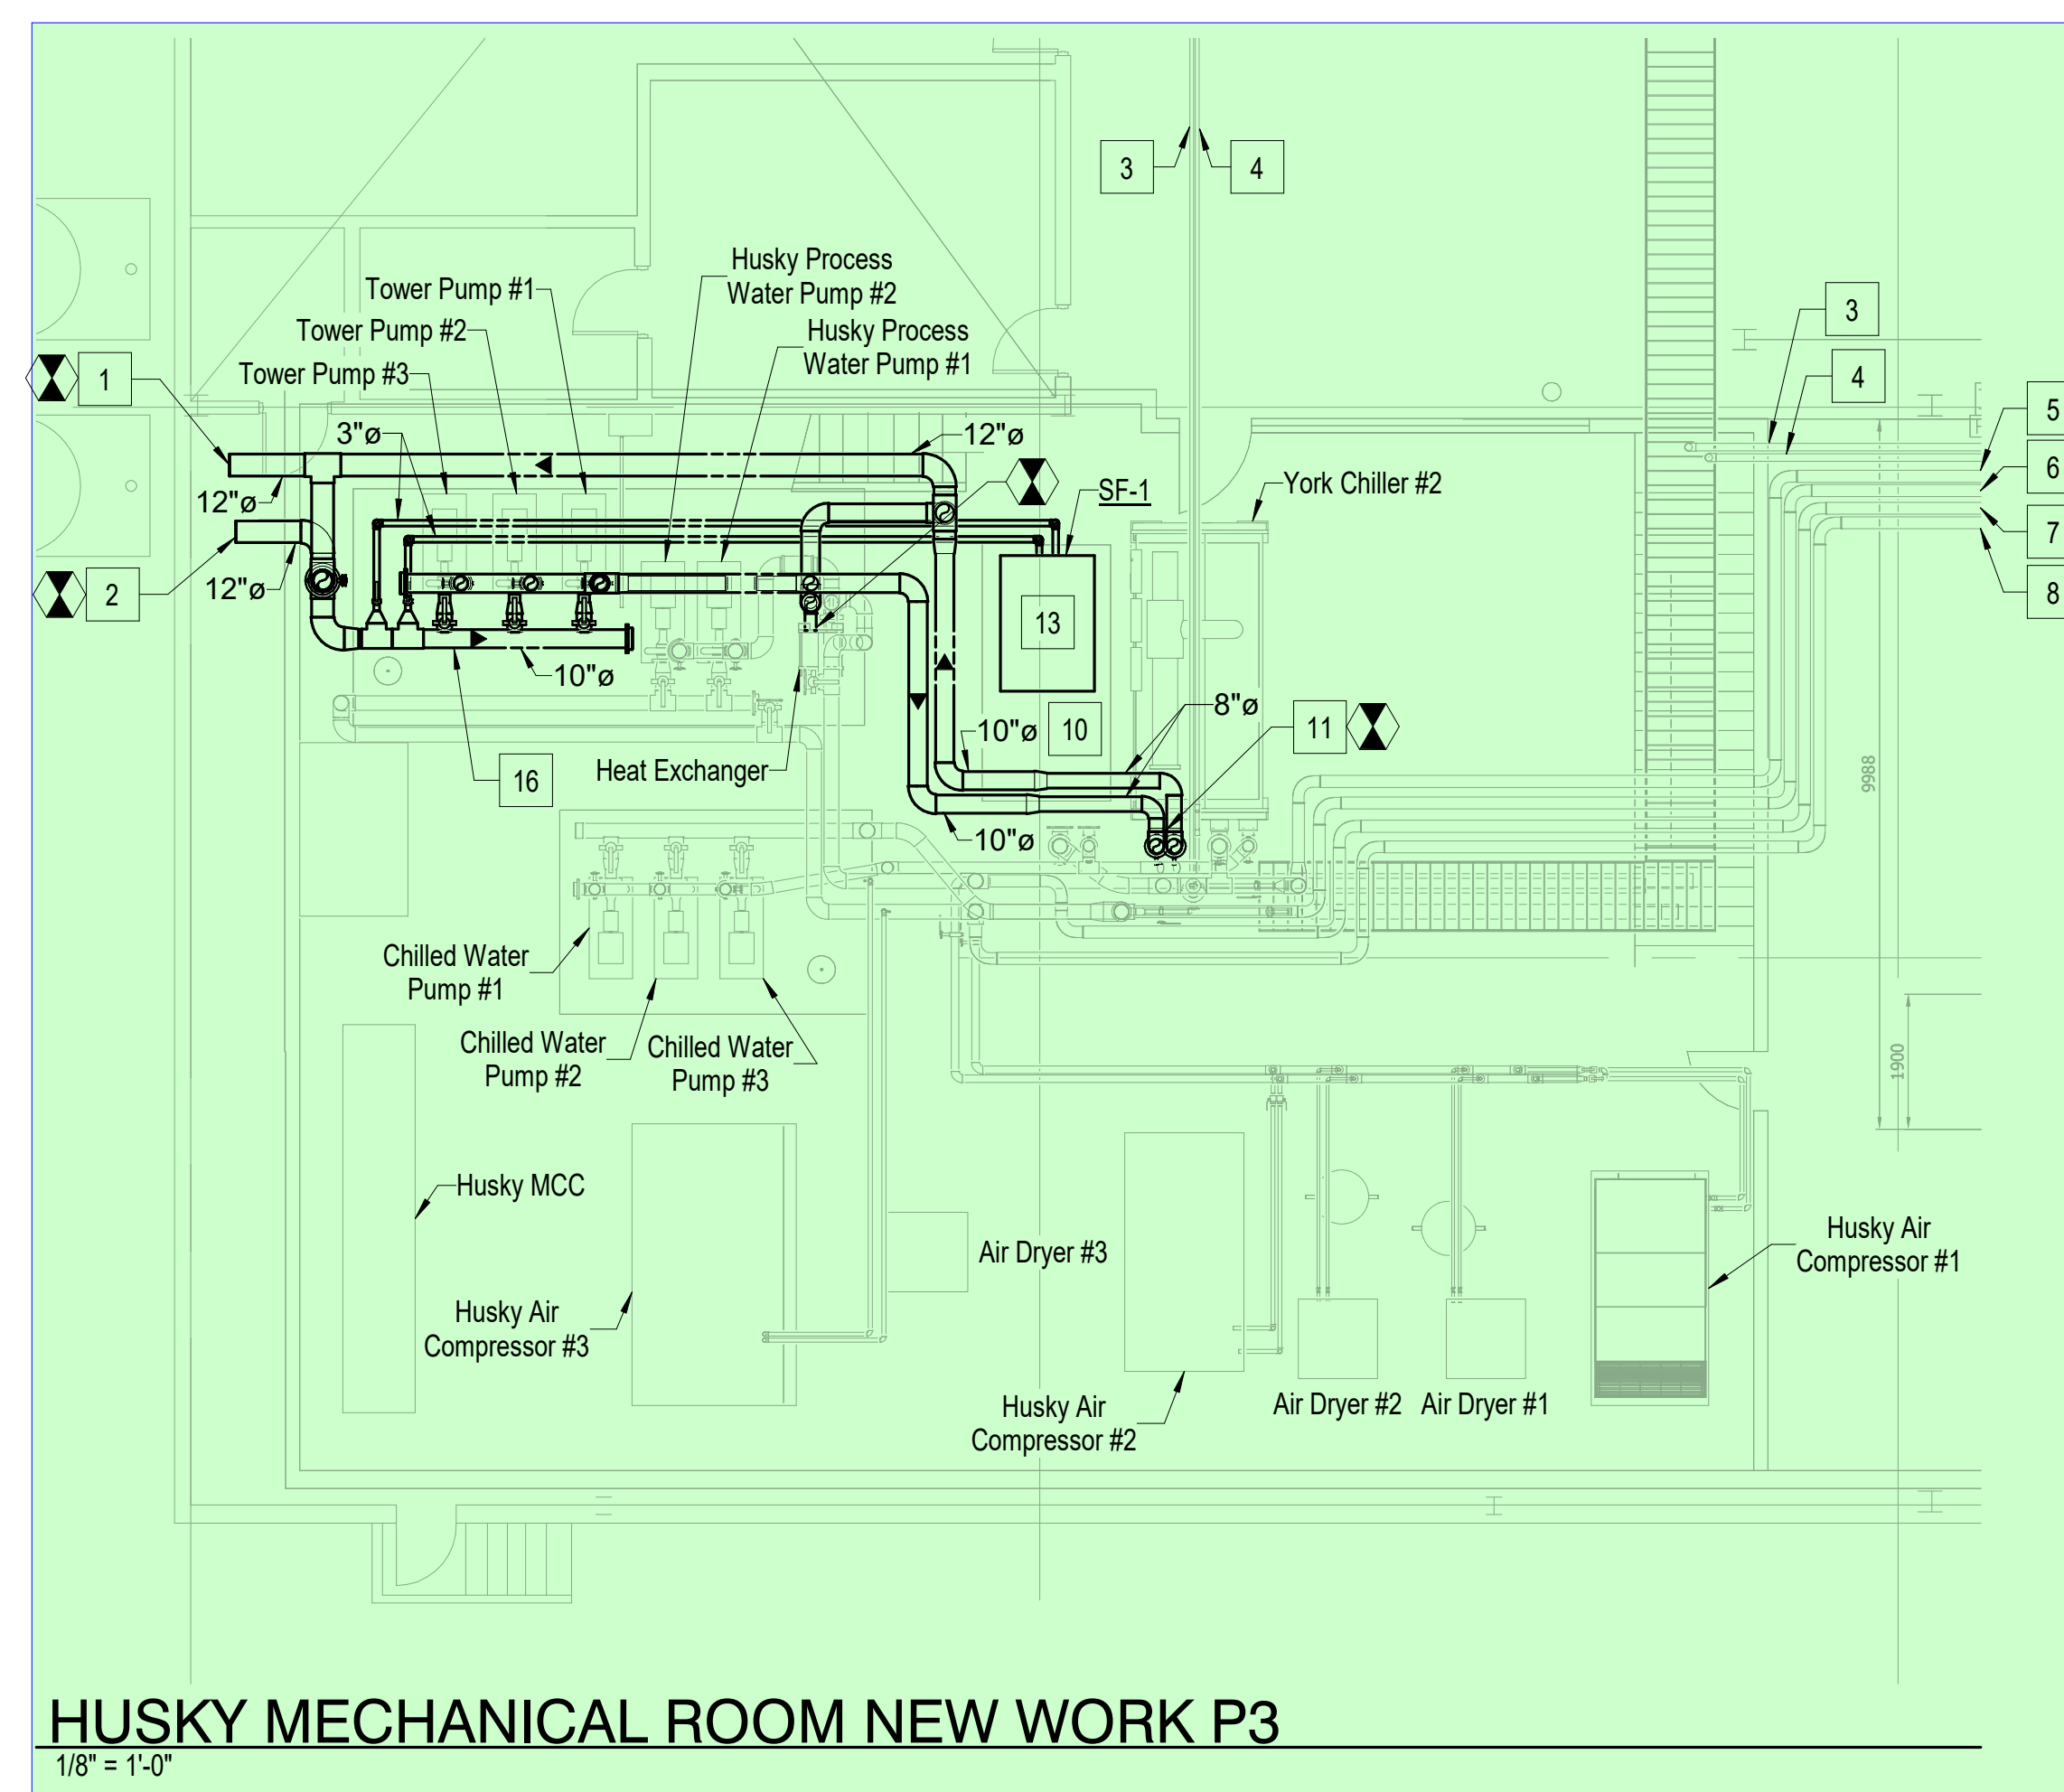 3
4
Husky Process
Water Pump #2
Tower Pump #1
Tower Pump #2
Husky Process
Water Pump #1
Tower Pump #3
3
4
1
5
3"ø
12"ø
6
York Chiller #2
SF-1
12"ø
7
2
12"ø
8
13
10"ø
8"ø
11
10"ø
10
Heat Exchanger
16
9988
10"ø
Chilled Water
Pump #1
Chilled Water
Pump #2
Chilled Water
Pump #3
1900
Husky MCC
Air Dryer #3
Husky Air
Compressor #1
Husky Air
Compressor #3
Husky Air
Compressor #2
Air Dryer #2
Air Dryer #1
HUSKY MECHANICAL ROOM NEW WORK P3
1/8" = 1'-0"